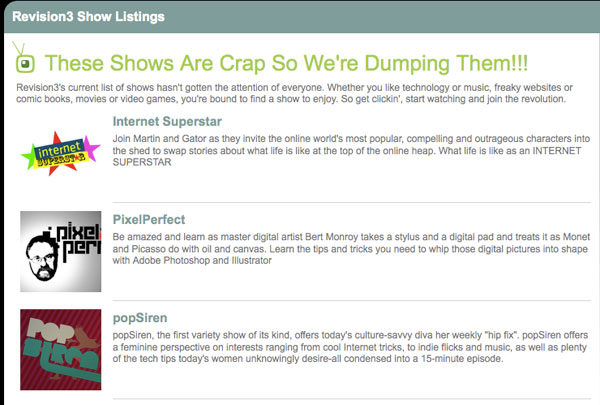 Revision3 Show Listings
These Shows Are Crap So We're Dumping Them!!!
Revision3's current list of shows hasn't gotten the attention of everyone. Whether you like technology or music, freaky websites or
comic books, movies or video games, you're bound to find a show to enjoy. So get clickin', start watching and join the revolution.
internet
SUPERSTAR
Internet Superstar
Join Martin and Gator as they invite the online world's most popular, compelling and outrageous characters into
the shed to swap stories about what life is like at the top of the online heap. What life is like as an INTERNET
SUPERSTAR
pixel
perf
PixelPerfect
Be amazed and learn as master digital artist Bert Monroy takes a stylus and a digital pad and treats it as Monet
and Picasso do with oil and canvas. Learn the tips and tricks you need to whip those digital pictures into shape
with Adobe Photoshop and Illustrator
POP
SIREN
popSiren
popSiren, the first variety show of its kind, offers today's culture-savvy diva her weekly "hip fix". popSiren offers
a feminine perspective on interests ranging from cool Internet tricks, to indie flicks and music, as well as plenty
of the tech tips today's women unknowingly desire-all condensed into a 15-minute episode.